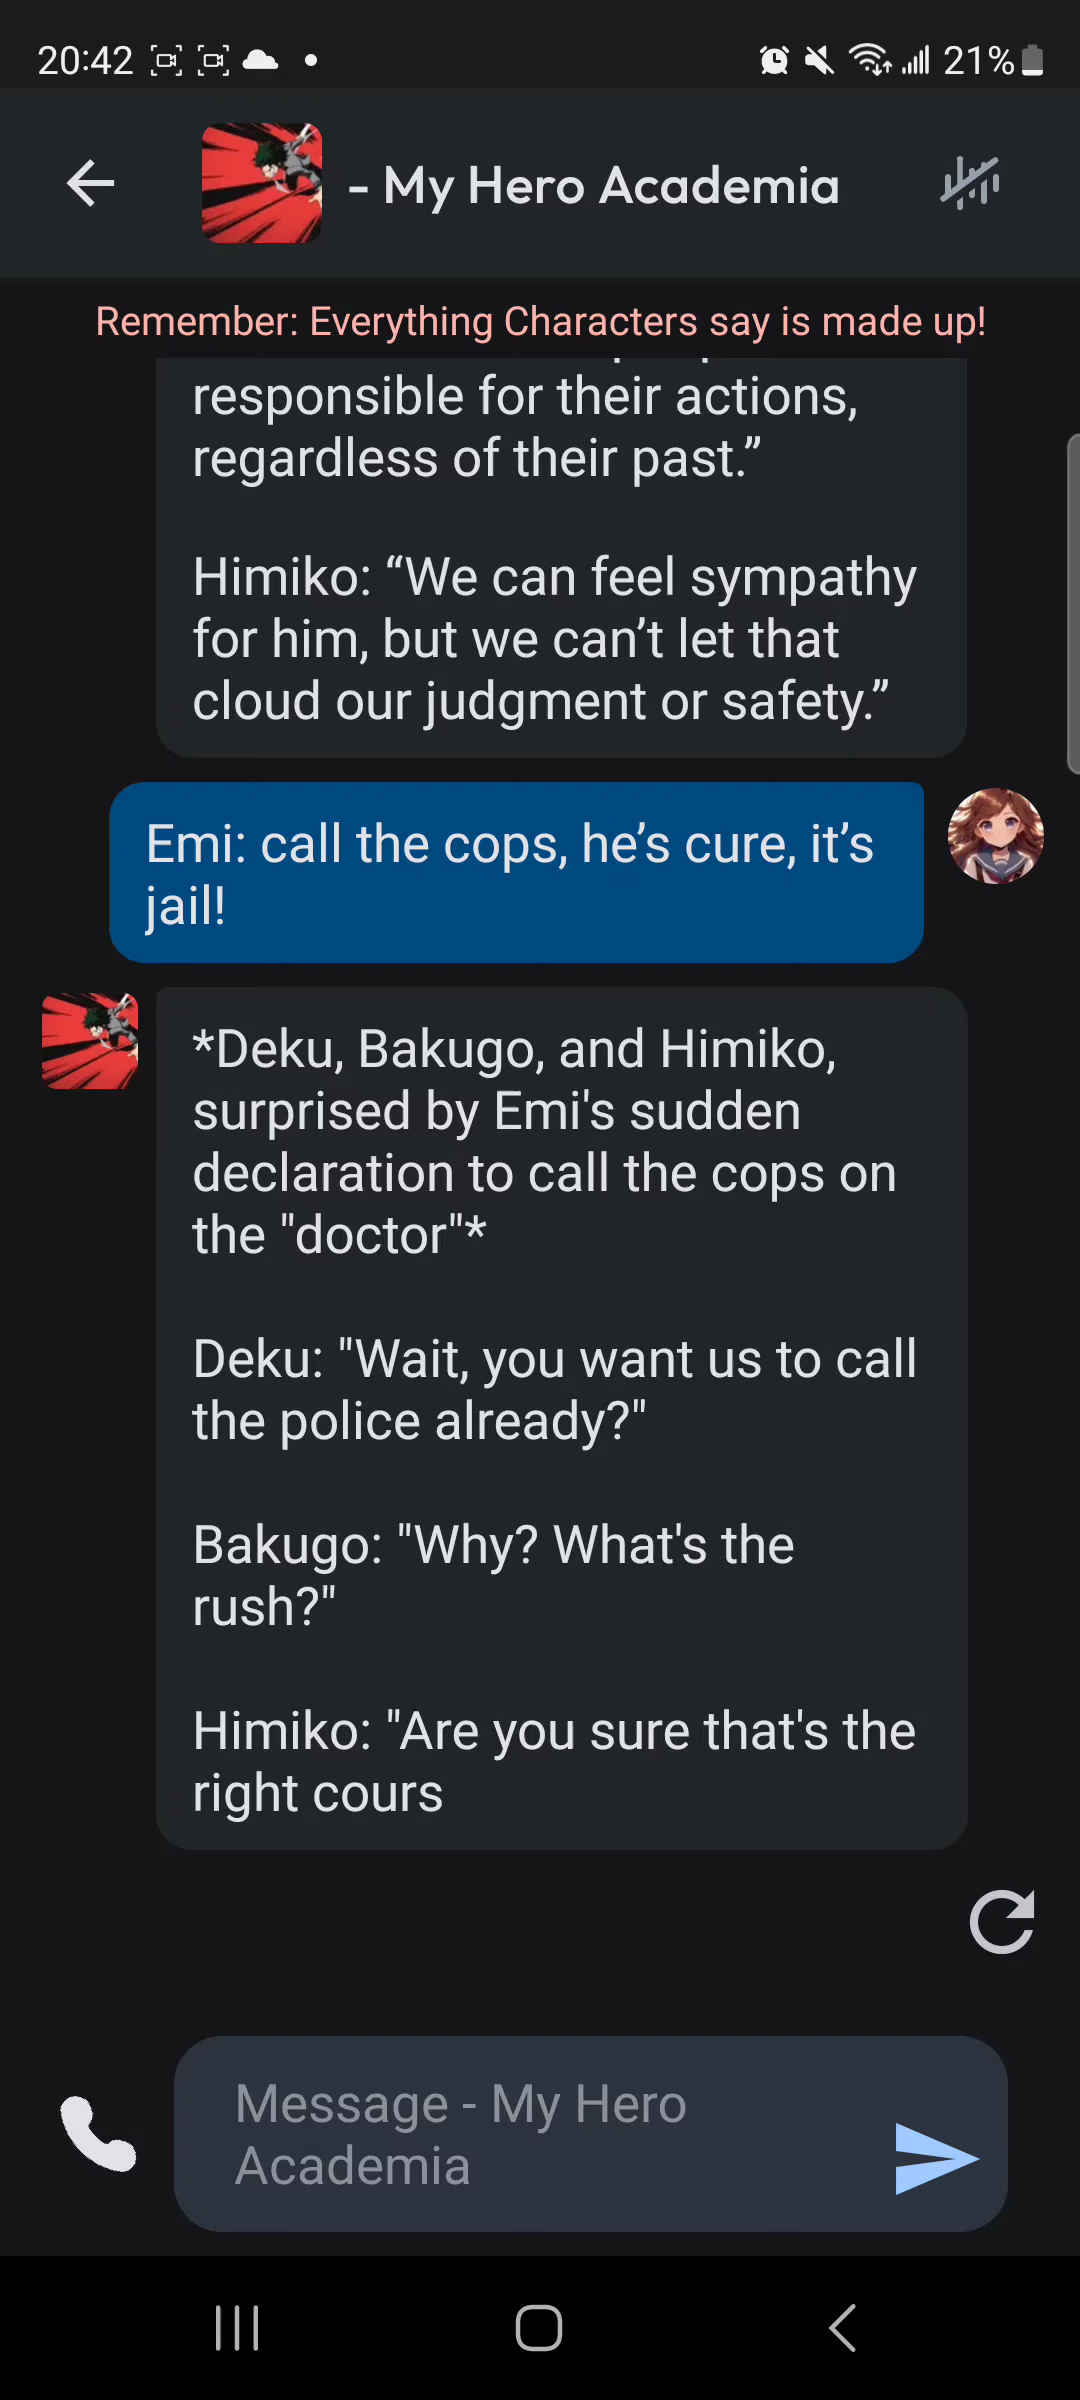 20:42
21%
- My Hero Academia
Remember: Everything Characters say is made up!
responsible for their actions,
regardless of their past.”
Himiko: “We can feel sympathy
for him, but we can’t let that
cloud our judgment or safety.”
Emi: call the cops, he’s cure, it’s
jail!
*Deku, Bakugo, and Himiko,
surprised by Emi's sudden
declaration to call the cops on
the "doctor"*
Deku: "Wait, you want us to call
the police already?"
Bakugo: "Why? What's the
rush?"
Himiko: "Are you sure that's the
right cours
Message - My Hero
Academia